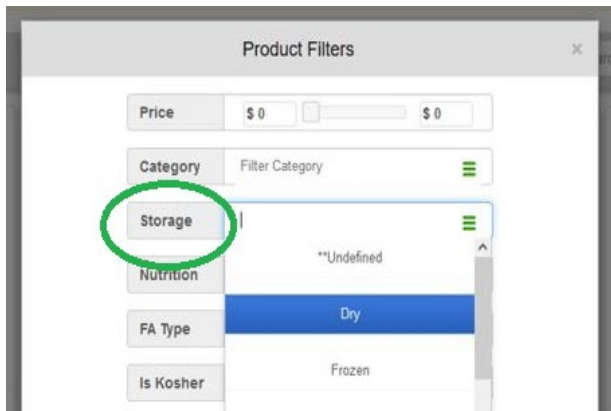 Product Filters ×
Price $ 0 $ 0
Category Filter Category
Storage
**Undefined
Nutrition
Dry
FA Type
Frozen
Is Kosher